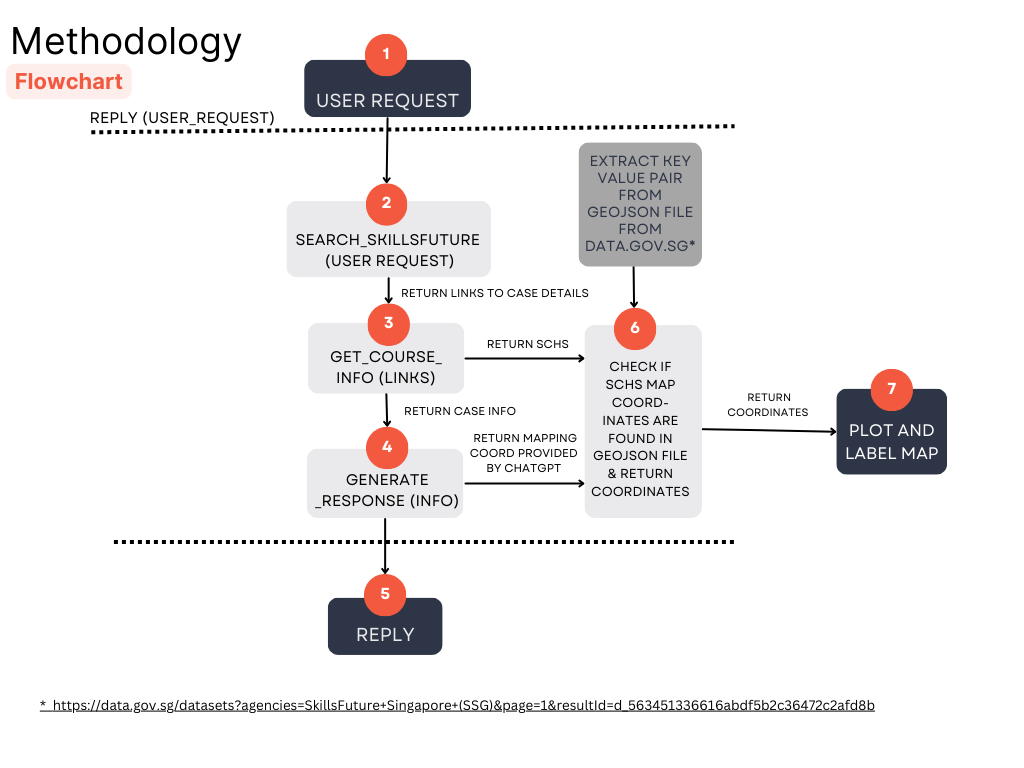 Methodology
Flowchart
1
USER REQUEST
REPLY (USER_REQUEST)
2
SEARCH_SKILLSFUTURE
(USER REQUEST)
EXTRACT KEY
VALUE PAIR
FROM
GEOJSON FILE
FROM
DATA.GOV.SG*
RETURN LINKS TO CASE DETAILS
3
GET_COURSE_
INFO (LINKS)
RETURN SCHS
RETURN CASE INFO
4
GENERATE
_RESPONSE (INFO)
RETURN MAPPING
COORD PROVIDED
BY CHATGPT
6
CHECK IF
SCHS MAP
COORD-
INATES ARE
FOUND IN
GEOJSON FILE
& RETURN
COORDINATES
RETURN
COORDINATES
7
PLOT AND
LABEL MAP
5
REPLY
* https://data.gov.sg/datasets?agencies=SkillsFuture+Singapore+(SSG)&page=1&resultId=d_563451336616abdf5b2c36472c2afd8b